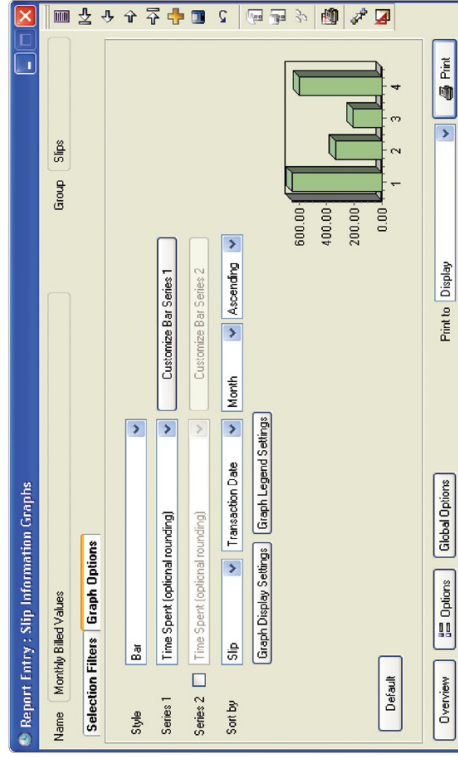 Report Entry : Slip Information Graphs
Name Monthly Billed Values Group Slips
Selection Filters Graph Options
Style Bar
Series 1 Time Spent (optional rounding) Customize Bar Series 1
Series 2 Time Spent (optional rounding) Customize Bar Series 2
Sort by Slip Transaction Date Month Ascending
Graph Display Settings Graph Legend Settings
600.00
400.00
200.00
0.00
1 2 3 4
Default
Overview Options Global Options Print to Display Print